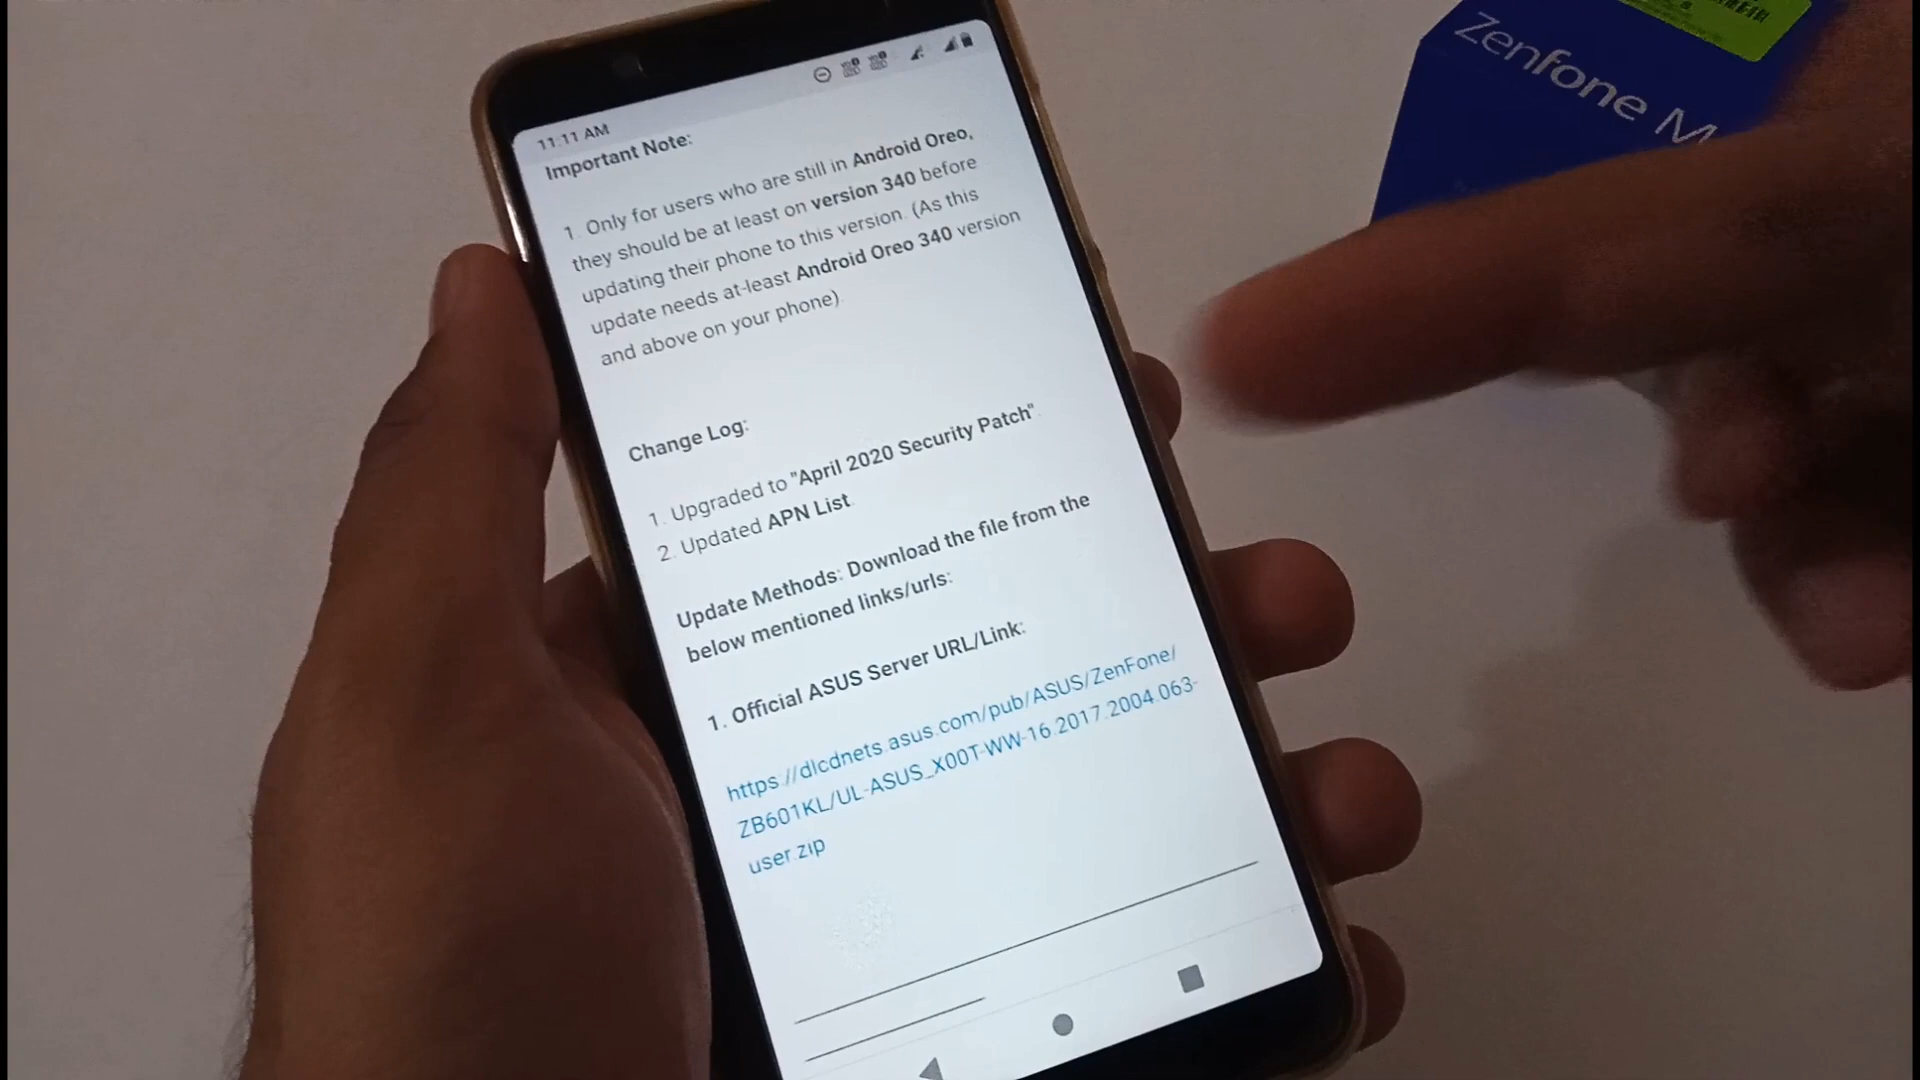 Zenfone M
11:11 AM
Important Note:
1. Only for users who are still in Android Oreo,
they should be at least on version 340 before
updating their phone to this version. (As this
update needs at-least Android Oreo 340 version
and above on your phone).
Change Log:
1. Upgraded to "April 2020 Security Patch".
2. Updated APN List.
Update Methods: Download the file from the
below mentioned links/urls:
1. Official ASUS Server URL/Link:
https://dlcdnets.asus.com/pub/ASUS/ZenFone/
ZB601KL/UL-ASUS_X00T-WW-16.2017.2004.063-
user.zip